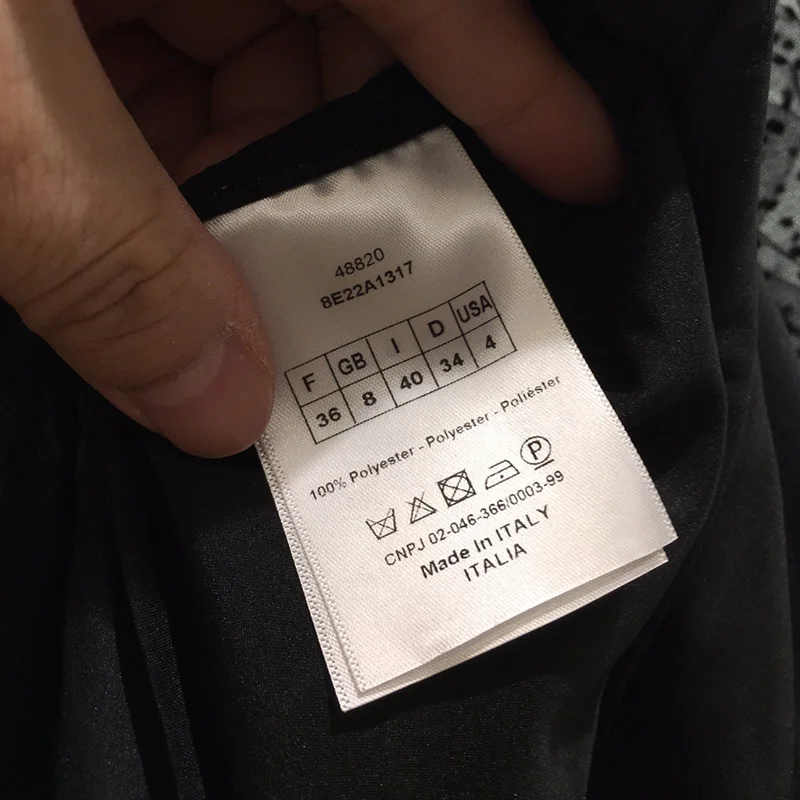 48820
8E22A1317
F GB I D USA
36 8 40 34 4
100% Polyester - Polyester - Poliéster
P
CNPJ 02-046-366/0003-99
Made In ITALY
ITALIA